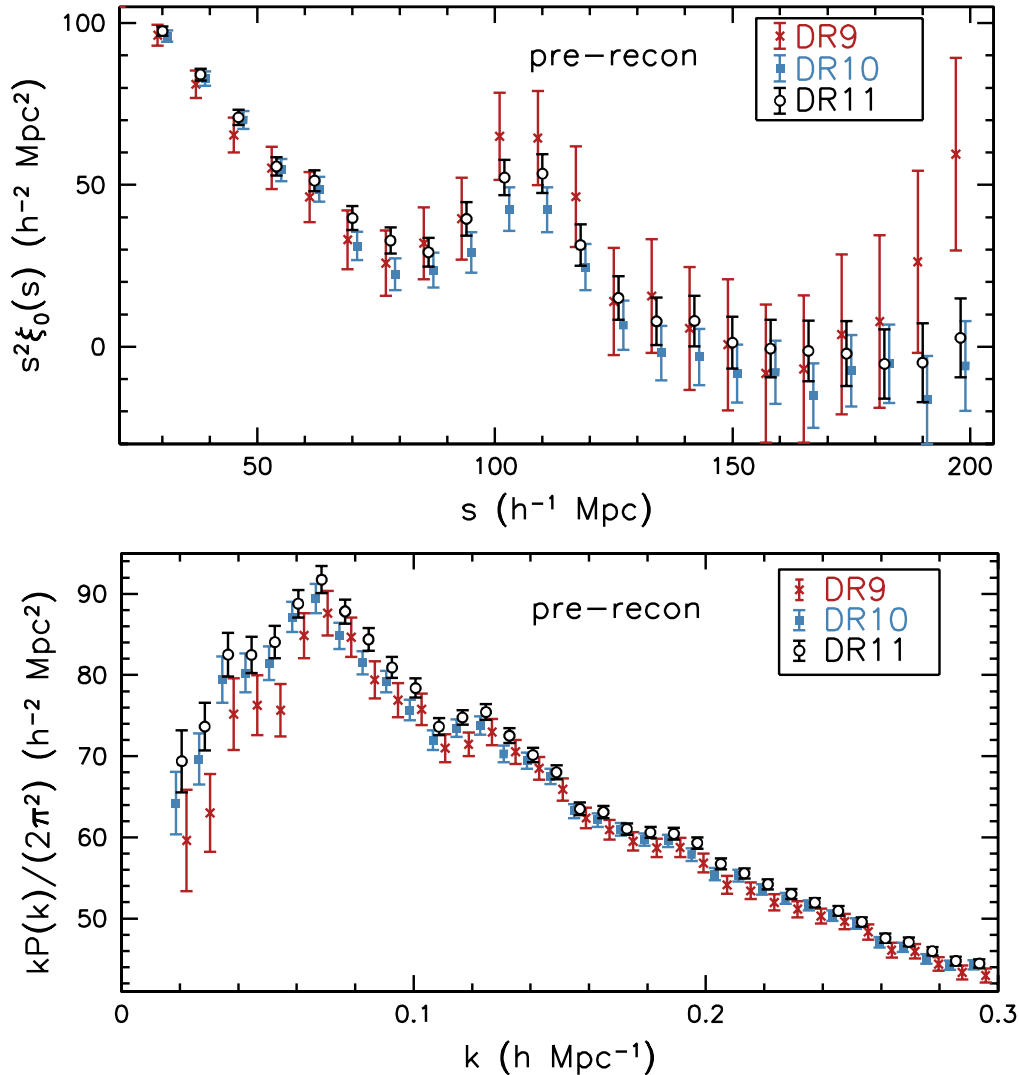 100
50
0
s²ξ₀(s) (h⁻² Mpc²)
pre-recon
DR9
DR10
DR11
50
100
150
200
s (h⁻¹ Mpc)
90
80
70
60
50
kP(k)/(2π²) (h⁻² Mpc²)
pre-recon
DR9
DR10
DR11
0
0.1
0.2
0.3
k (h Mpc⁻¹)